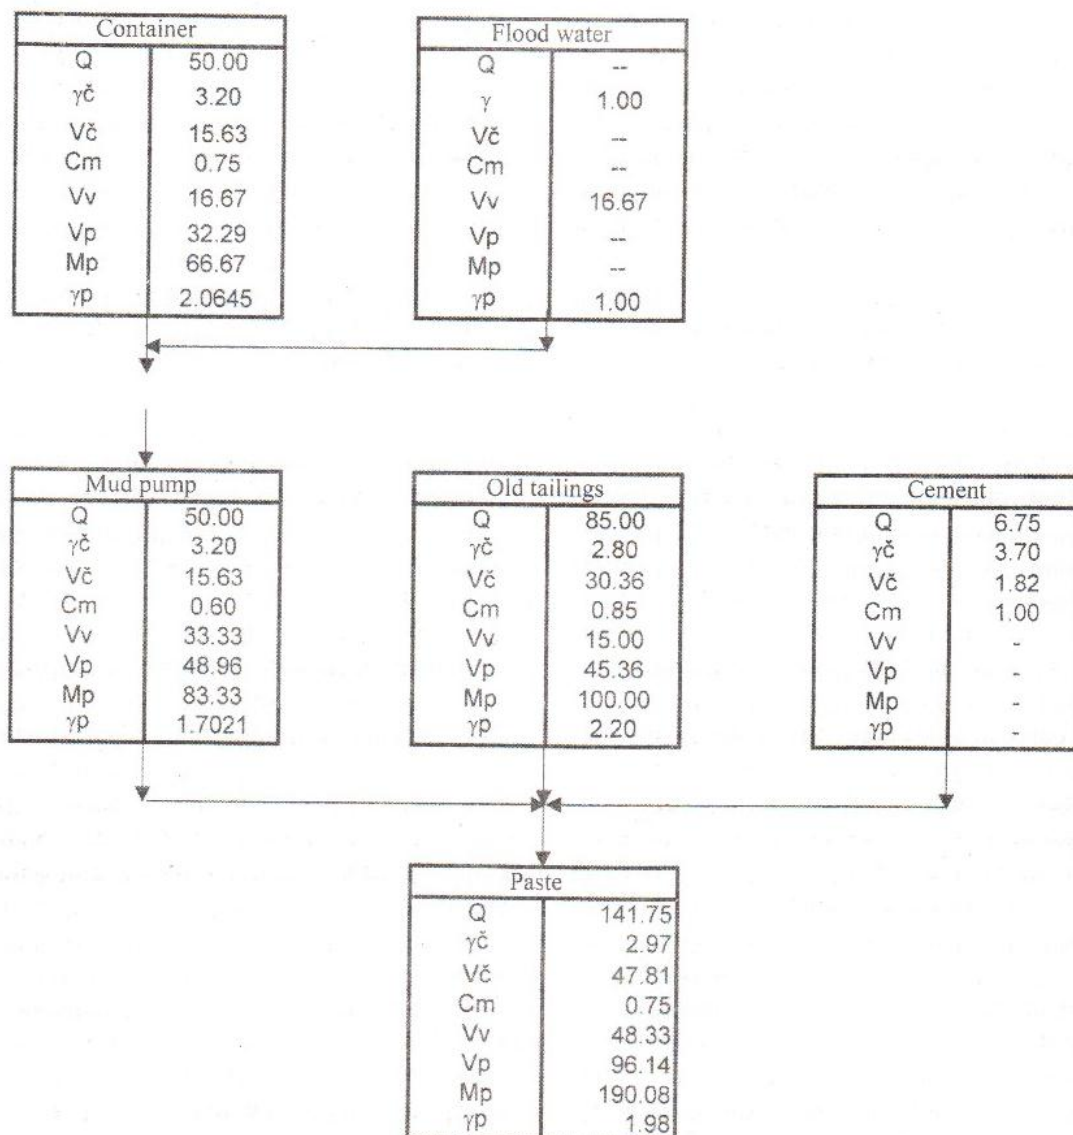 Container
Q 50.00
γč 3.20
Vč 15.63
Cm 0.75
Vv 16.67
Vp 32.29
Mp 66.67
γp 2.0645
Flood water
Q --
γ 1.00
Vč --
Cm --
Vv 16.67
Vp --
Mp --
γp 1.00
Mud pump
Q 50.00
γč 3.20
Vč 15.63
Cm 0.60
Vv 33.33
Vp 48.96
Mp 83.33
γp 1.7021
Old tailings
Q 85.00
γč 2.80
Vč 30.36
Cm 0.85
Vv 15.00
Vp 45.36
Mp 100.00
γp 2.20
Cement
Q 6.75
γč 3.70
Vč 1.82
Cm 1.00
Vv -
Vp -
Mp -
γp -
Paste
Q 141.75
γč 2.97
Vč 47.81
Cm 0.75
Vv 48.33
Vp 96.14
Mp 190.08
γp 1.98